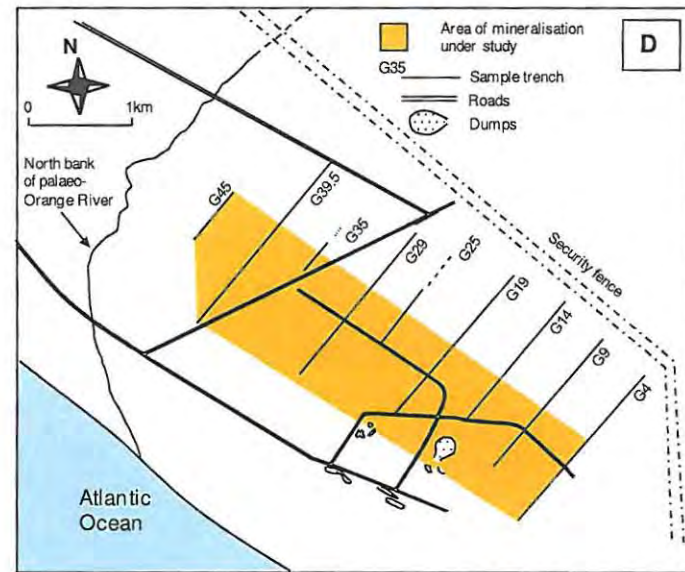 N
0
1km
North bank
of palaeo-
Orange River
Area of mineralisation
under study
G35
Sample trench
Roads
Dumps
D
G45
G39.5
G35
G29
G25
G19
G14
G9
G4
Security fence
Atlantic
Ocean